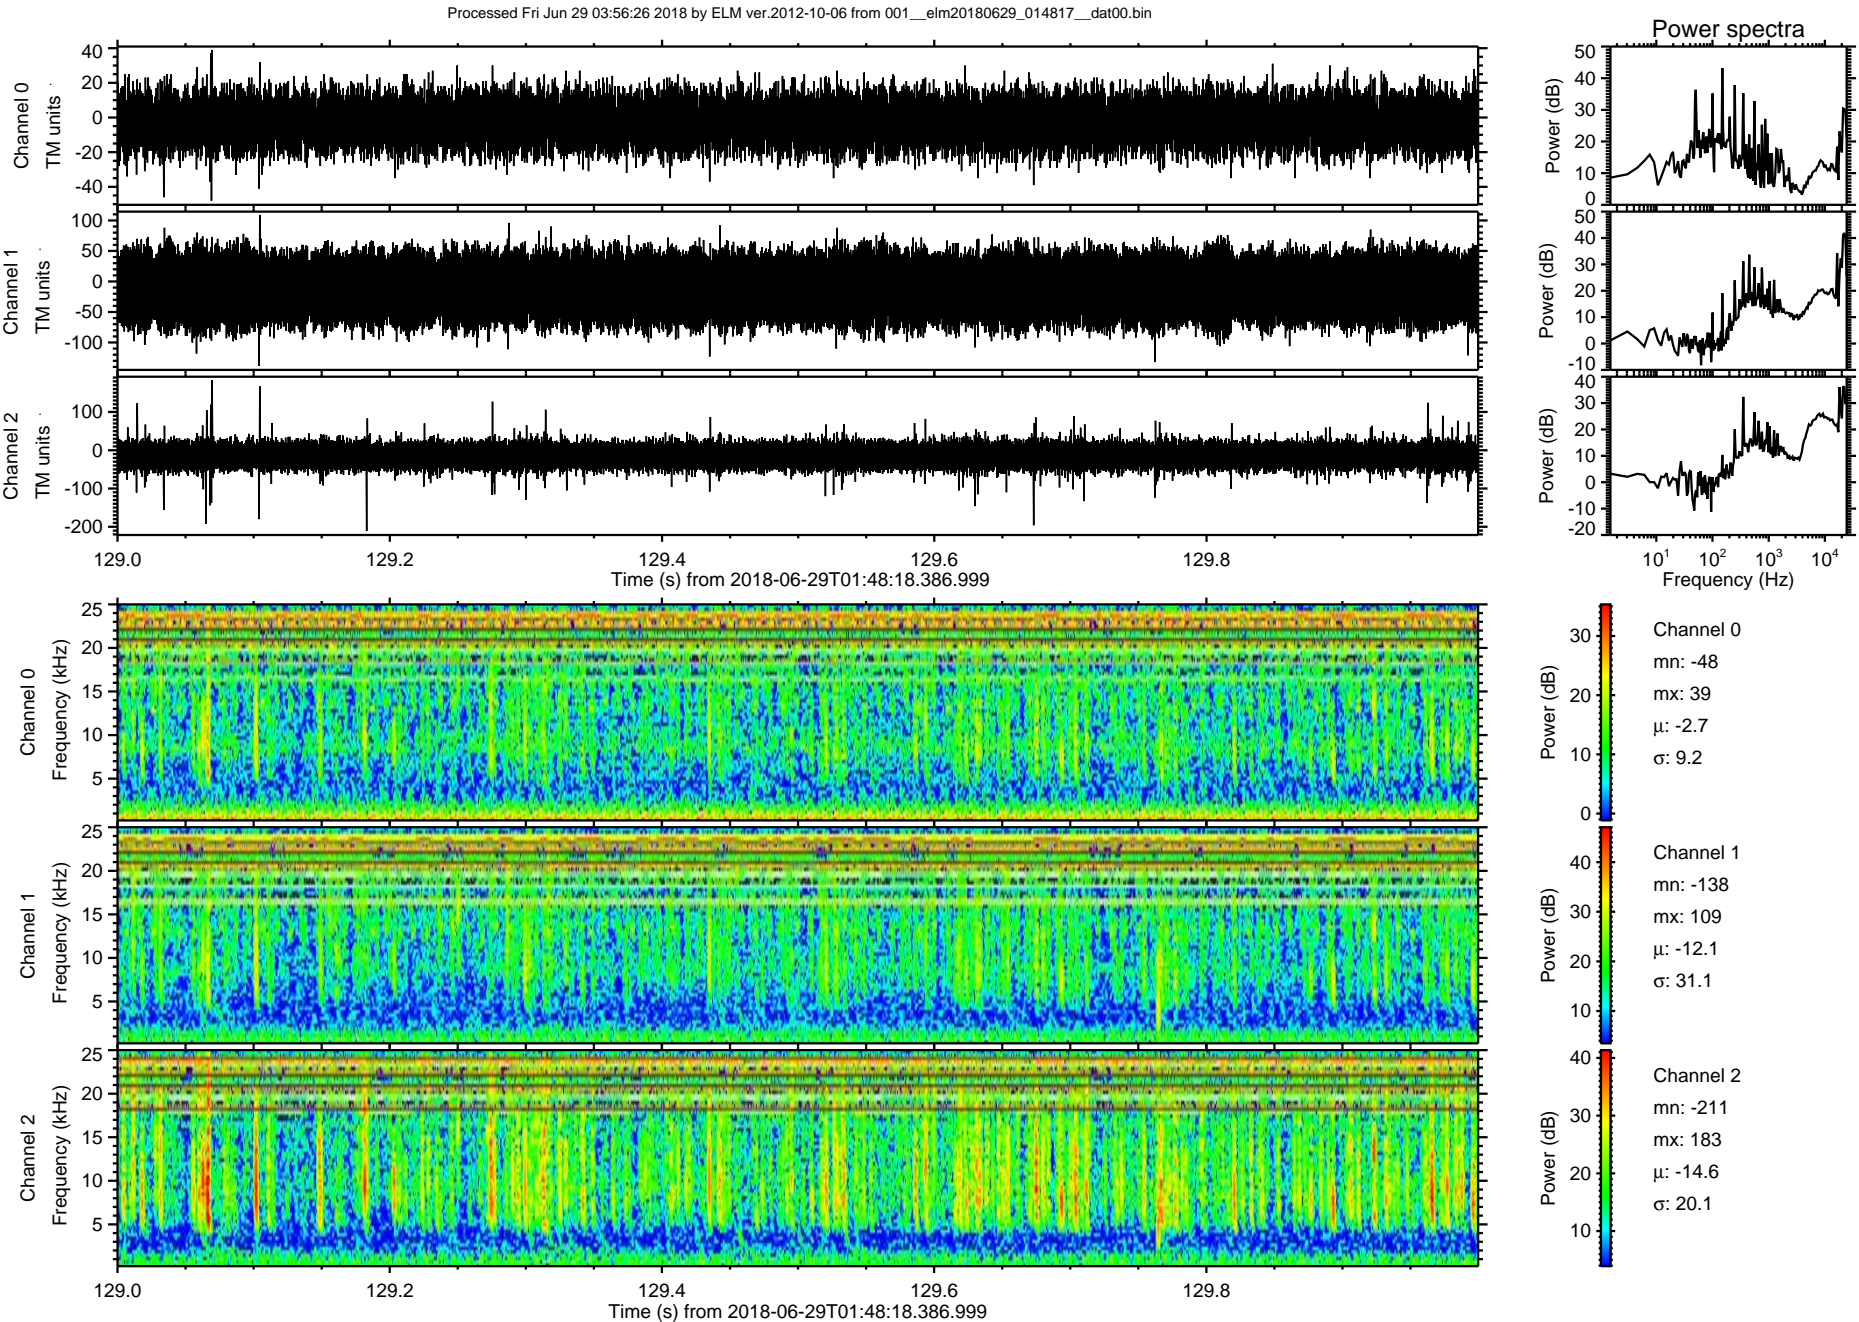 Processed Fri Jun 29 03:56:26 2018 by ELM ver.2012-10-06 from 001__elm20180629_014817__dat00.bin
Power spectra
Channel 0
TM units
40
20
0
-20
-40
Power (dB)
50
40
30
20
10
0
Channel 1
TM units
100
50
0
-50
-100
Power (dB)
50
40
30
20
10
0
-10
Channel 2
TM units
100
0
-100
-200
Power (dB)
40
30
20
10
0
-10
-20
129.0 129.2 129.4 129.6 129.8
Time (s) from 2018-06-29T01:48:18.386.999
10¹ 10² 10³ 10⁴
Frequency (Hz)
Channel 0
Frequency (kHz)
25
20
15
10
5
Power (dB)
30
20
10
0
Channel 0
mn: -48
mx: 39
μ: -2.7
σ: 9.2
Channel 1
Frequency (kHz)
25
20
15
10
5
Power (dB)
40
30
20
10
Channel 1
mn: -138
mx: 109
μ: -12.1
σ: 31.1
Channel 2
Frequency (kHz)
25
20
15
10
5
Power (dB)
40
30
20
10
Channel 2
mn: -211
mx: 183
μ: -14.6
σ: 20.1
129.0 129.2 129.4 129.6 129.8
Time (s) from 2018-06-29T01:48:18.386.999